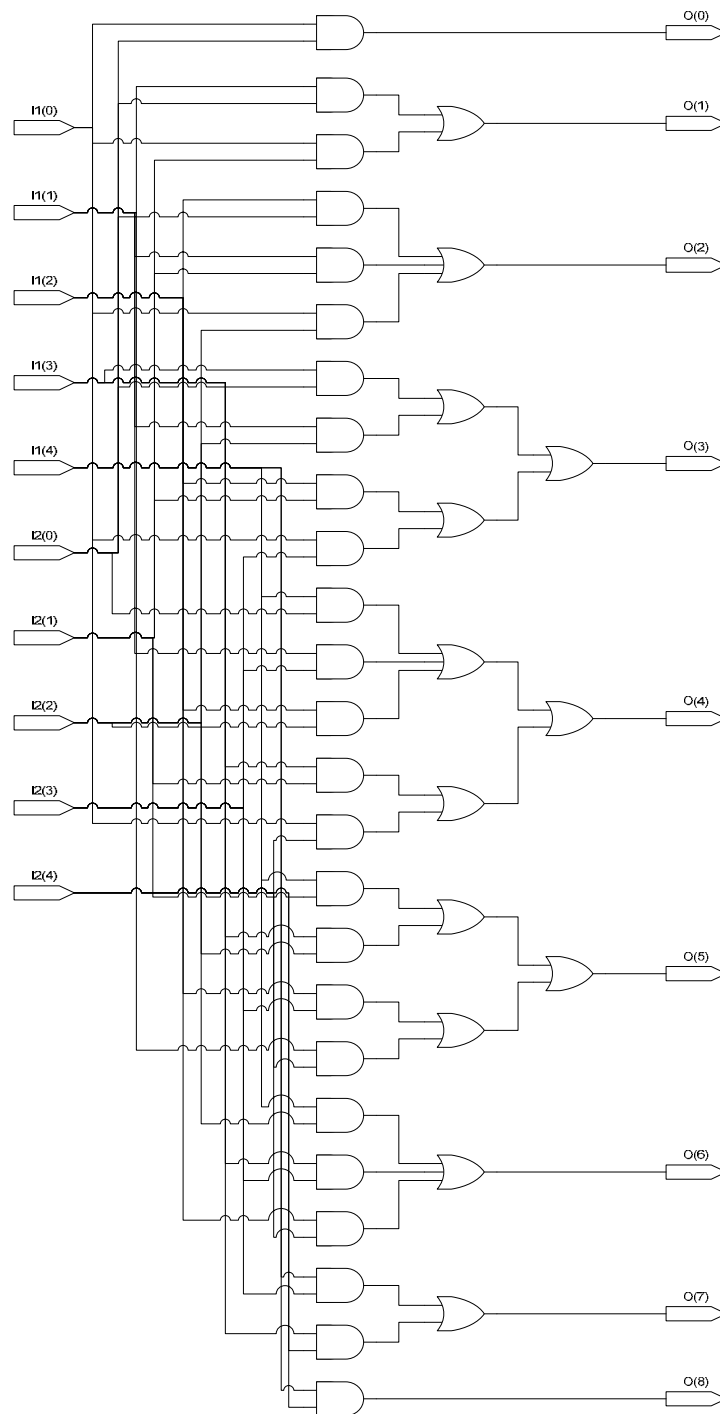 O(0)
I1(0)
O(1)
I1(1)
O(2)
I1(2)
I1(3)
O(3)
I1(4)
I2(0)
I2(1)
I2(2)
O(4)
I2(3)
I2(4)
O(5)
O(6)
O(7)
O(8)